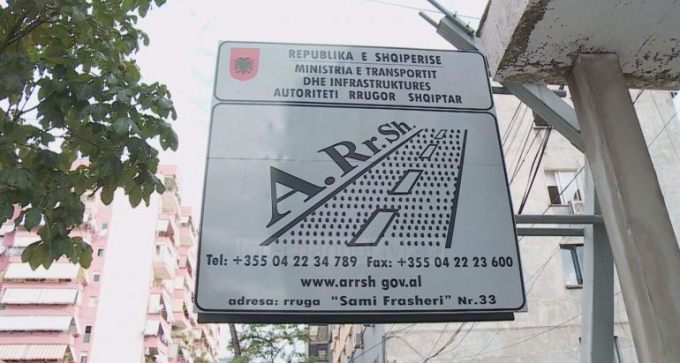 REPUBLIKA E SHQIPERISE
MINISTRIA E TRANSPORTIT
DHE INFRASTRUKTURES
AUTORITETI RRUGOR SHQIPTAR
A.Rr.Sh
Tel: +355 04 22 34 789 Fax: +355 04 22 23 600
www.arrsh gov.al
adresa: rruga "Sami Frasheri" Nr.33